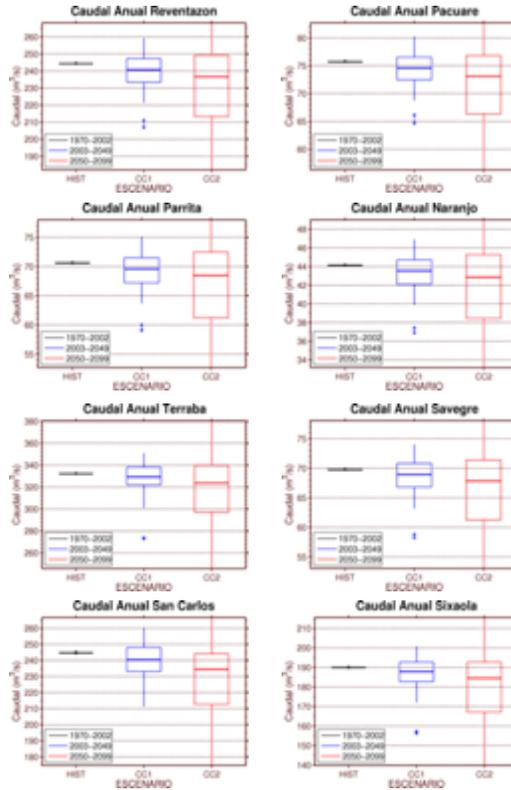 Caudal Anual Reventazon
Caudal (m³/s)
260
250
240
230
220
210
200
190
1970−2002
2003−2049
2050−2099
HIST
CC1
CC2
ESCENARIO
Caudal Anual Pacuare
Caudal (m³/s)
80
75
70
65
60
1970−2002
2003−2049
2050−2099
HIST
CC1
CC2
ESCENARIO
Caudal Anual Parrita
Caudal (m³/s)
75
70
65
60
55
1970−2002
2003−2049
2050−2099
HIST
CC1
CC2
ESCENARIO
Caudal Anual Naranjo
Caudal (m³/s)
48
46
44
42
40
38
36
34
1970−2002
2003−2049
2050−2099
HIST
CC1
CC2
ESCENARIO
Caudal Anual Terraba
Caudal (m³/s)
380
360
340
320
300
280
260
1970−2002
2003−2049
2050−2099
HIST
CC1
CC2
ESCENARIO
Caudal Anual Savegre
Caudal (m³/s)
75
70
65
60
55
1970−2002
2003−2049
2050−2099
HIST
CC1
CC2
ESCENARIO
Caudal Anual San Carlos
Caudal (m³/s)
260
250
240
230
220
210
200
190
180
1970−2002
2003−2049
2050−2099
HIST
CC1
CC2
ESCENARIO
Caudal Anual Sixaola
Caudal (m³/s)
210
200
190
180
170
160
150
140
1970−2002
2003−2049
2050−2099
HIST
CC1
CC2
ESCENARIO